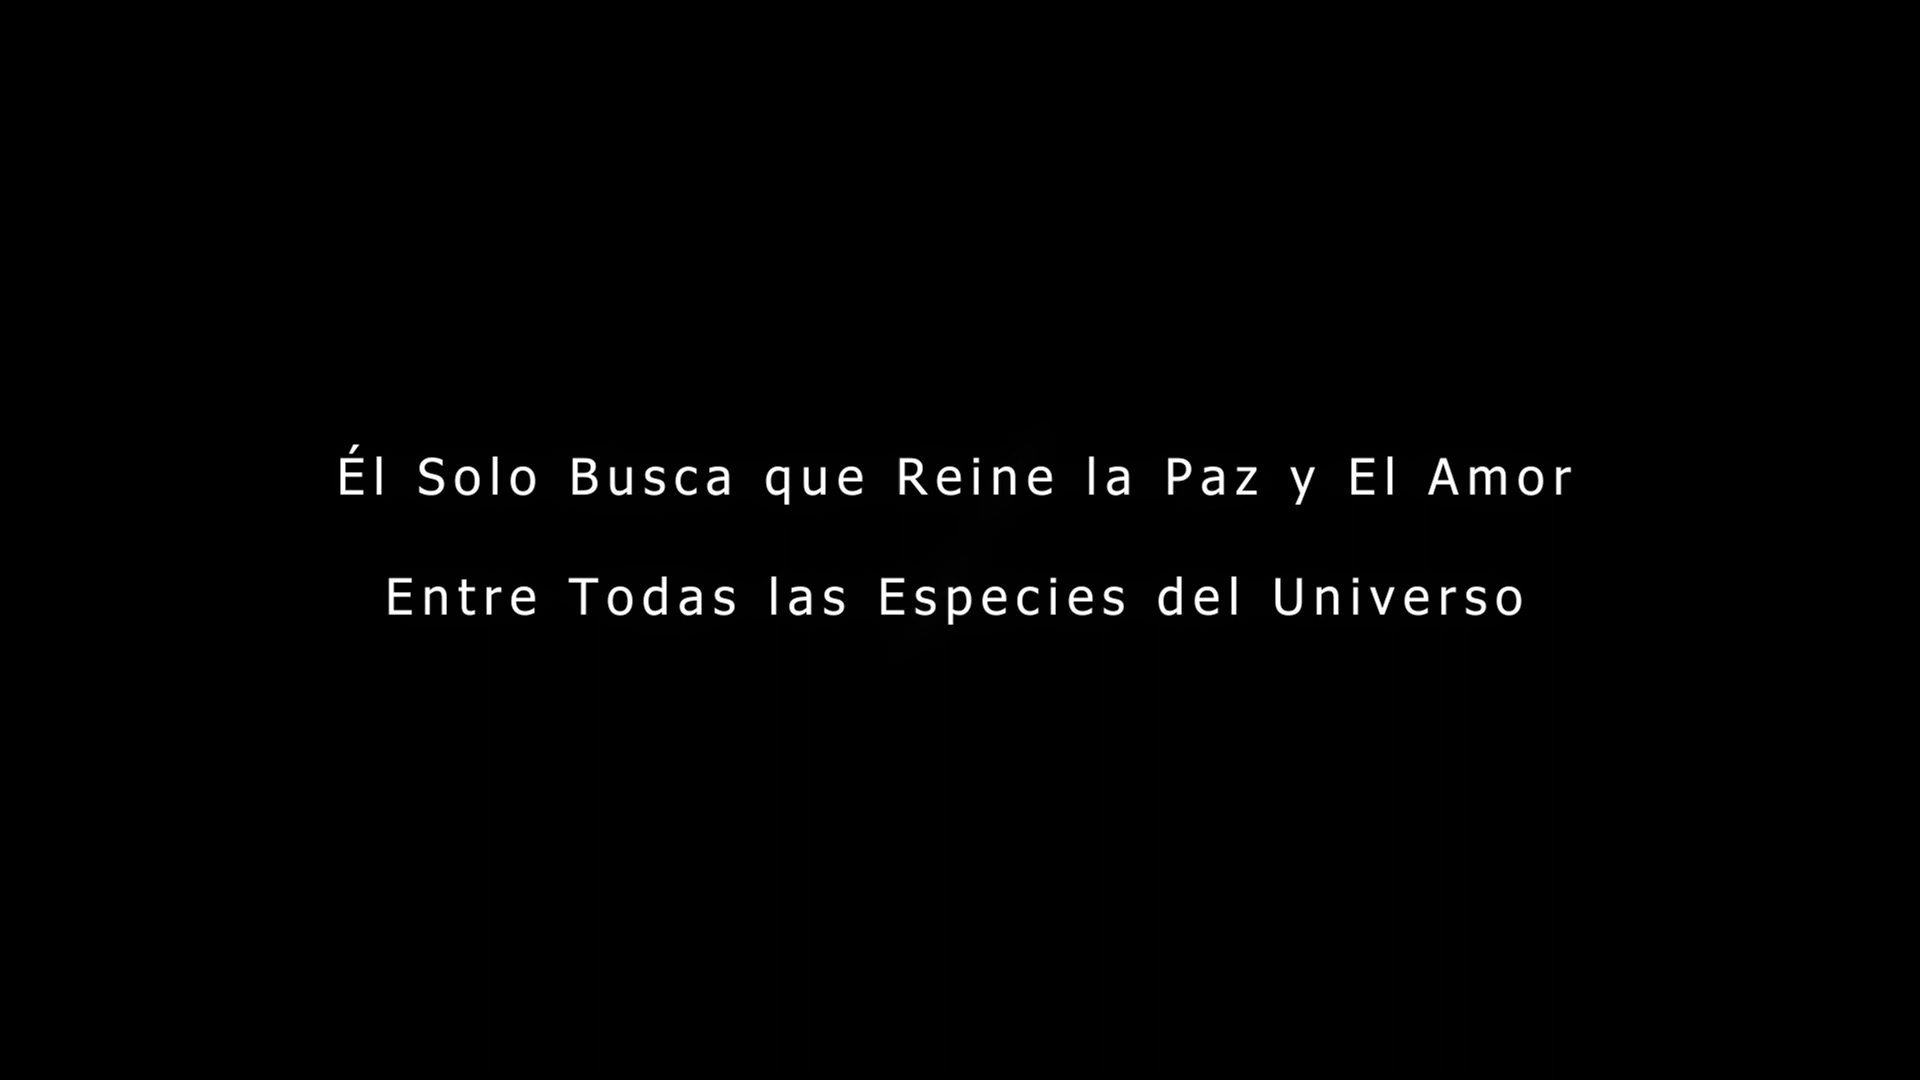 Él Solo Busca que Reine la Paz y El Amor
Entre Todas las Especies del Universo